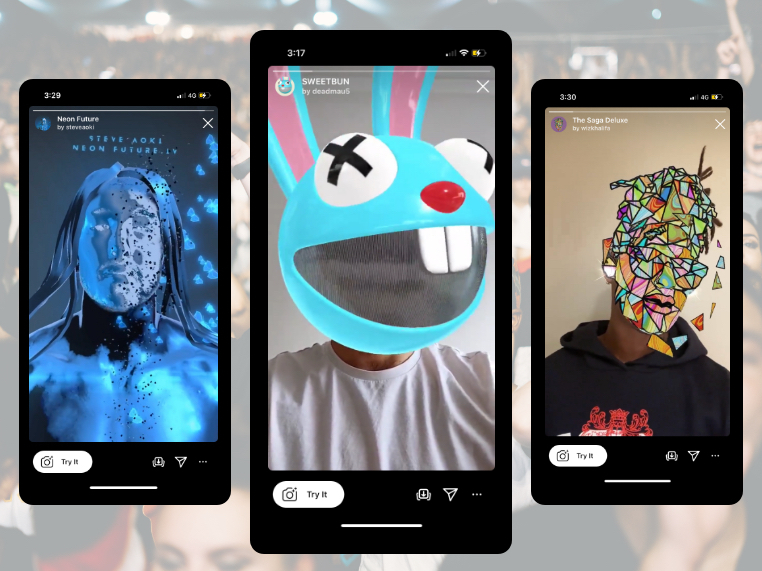 3:29
4G
Neon Future
by steveaoki
STEVE AOKI
NEON FUTURE.IV
Try It
3:17
SWEETBUN
by deadmau5
Try It
3:30
4G
The Saga Deluxe
by wizkhalifa
Try It